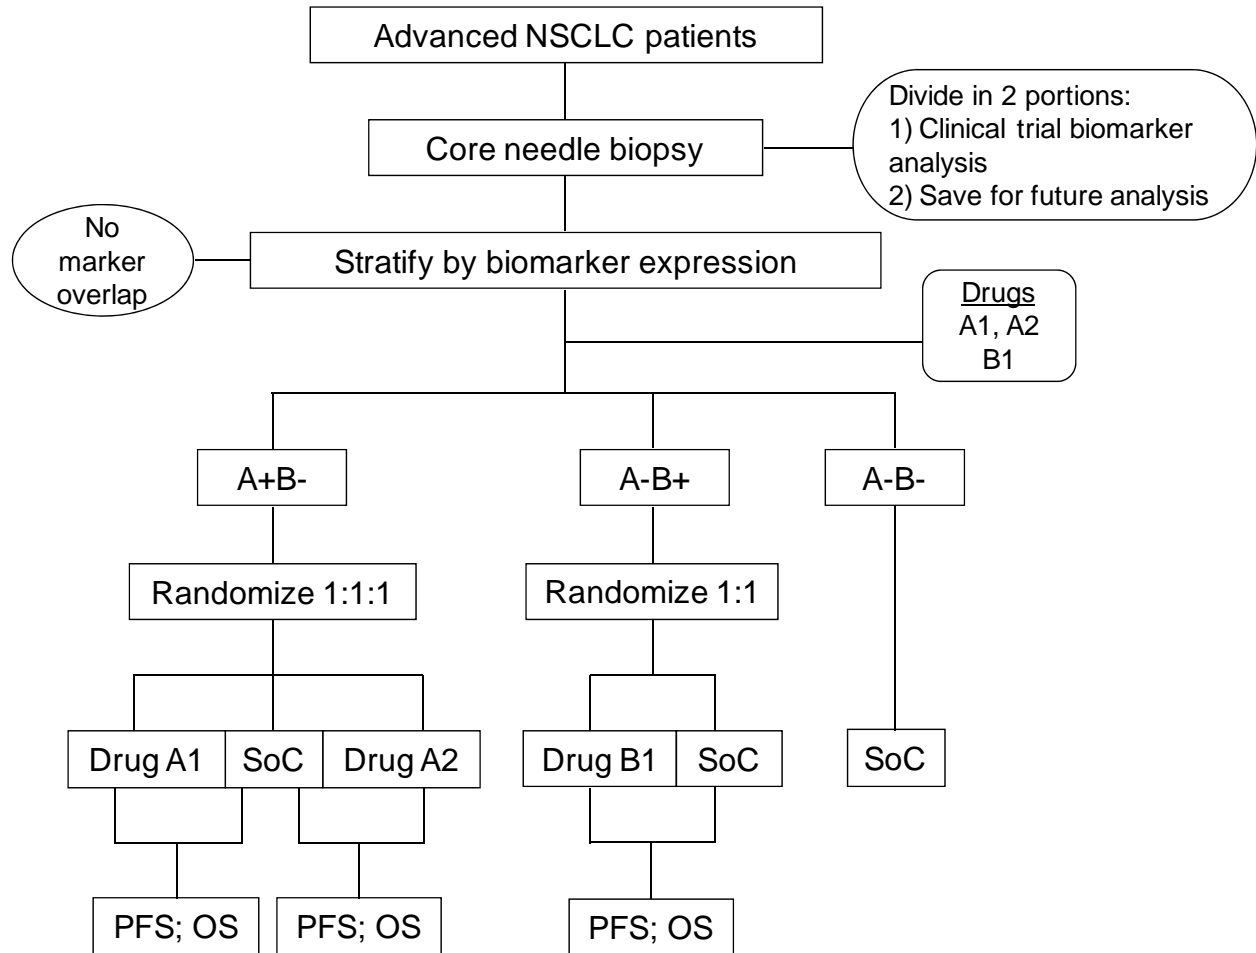 Advanced NSCLC patients
Divide in 2 portions:
1) Clinical trial biomarker
analysis
2) Save for future analysis
Core needle biopsy
No
marker
overlap
Stratify by biomarker expression
Drugs
A1, A2
B1
A+B-
A-B+
A-B-
Randomize 1:1:1
Randomize 1:1
Drug A1
SoC
Drug A2
Drug B1
SoC
SoC
PFS; OS
PFS; OS
PFS; OS